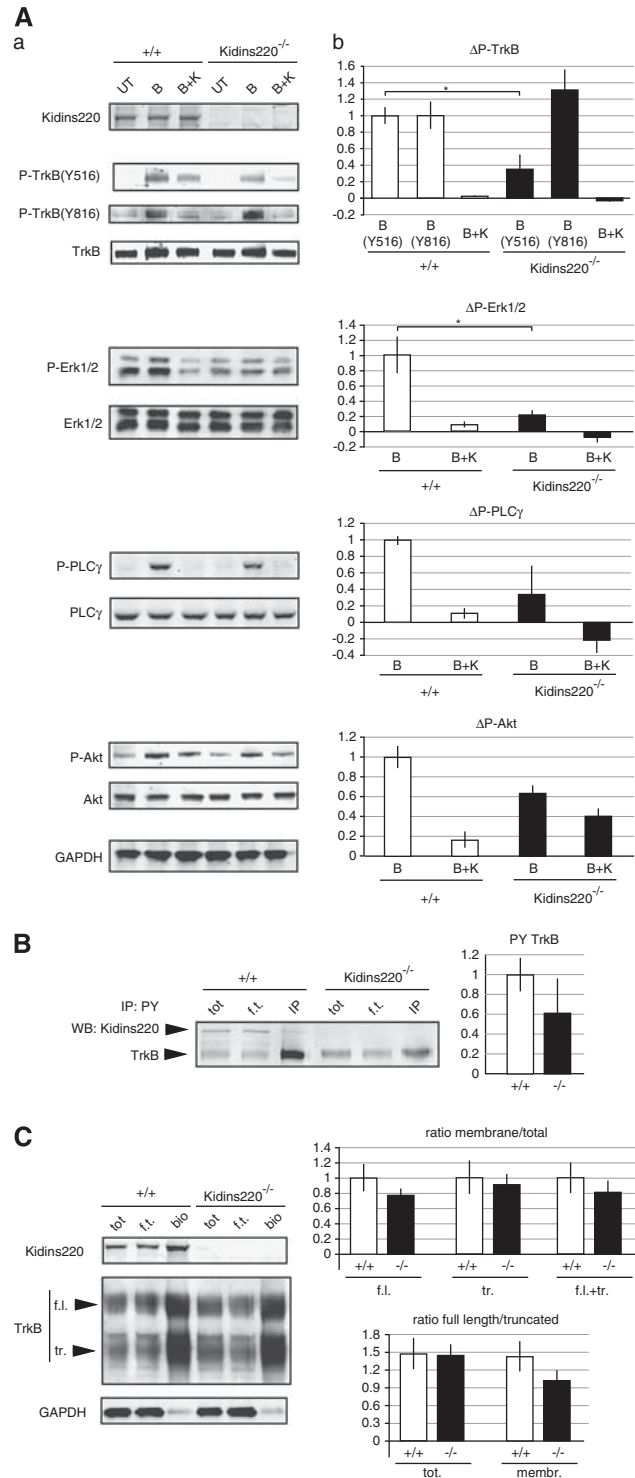 A
a
+/+ Kidins220-/-
UT B B+K UT B B+K
Kidins220
P-TrkB(Y516)
P-TrkB(Y816)
TrkB
P-Erk1/2
Erk1/2
P-PLCγ
PLCγ
P-Akt
Akt
GAPDH
b
ΔP-TrkB
1.6
1.4
1.2
1
0.8
0.6
0.4
0.2
0
-0.2
*
B (Y516) B (Y816) B+K B (Y516) B (Y816) B+K
+/+ Kidins220-/-
ΔP-Erk1/2
1.4
1.2
1
0.8
0.6
0.4
0.2
0
-0.2
*
B B+K B B+K
+/+ Kidins220-/-
ΔP-PLCγ
1.2
1
0.8
0.6
0.4
0.2
0
-0.2
-0.4
B B+K B B+K
+/+ Kidins220-/-
ΔP-Akt
1.2
1
0.8
0.6
0.4
0.2
0
B B+K B B+K
+/+ Kidins220-/-
B
+/+ Kidins220-/-
IP: PY tot f.t. IP tot f.t. IP
WB: Kidins220
TrkB
PY TrkB
1.2
1
0.8
0.6
0.4
0.2
0
+/+ -/-
C
+/+ Kidins220-/-
tot f.t. bio tot f.t. bio
Kidins220
f.l.
TrkB
tr.
GAPDH
ratio membrane/total
1.4
1.2
1
0.8
0.6
0.4
0.2
0
+/+ -/- +/+ -/- +/+ -/-
f.l. tr. f.l.+tr.
ratio full length/truncated
1.8
1.5
1.2
0.9
0.6
0.3
0
+/+ -/- +/+ -/-
tot. membr.